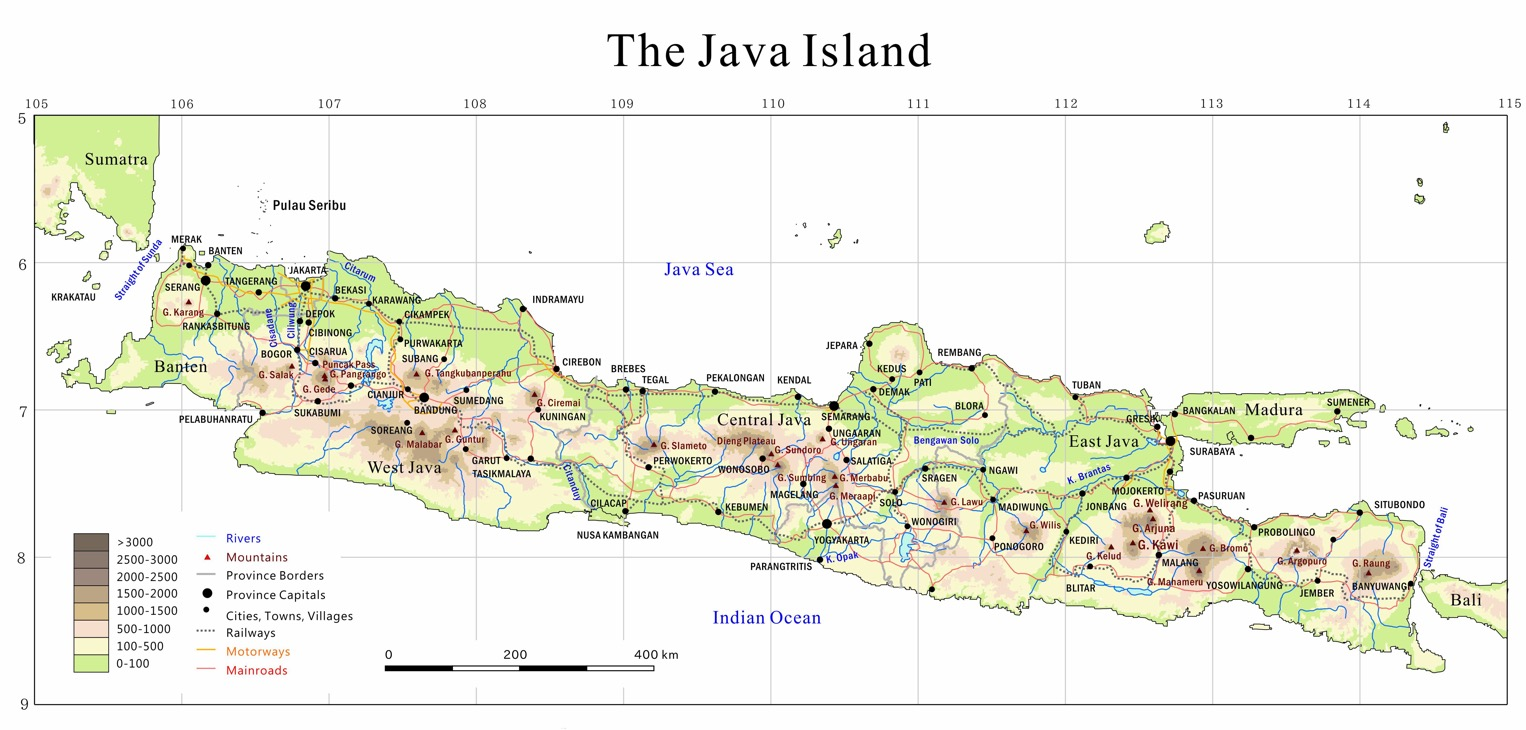 The Java Island
105 106 107 108 109 110 111 112 113 114 115
5
Sumatra
Pulau Seribu
MERAK
BANTEN
Straight of Sunda
6
Java Sea
JAKARTA
Citarum
TANGERANG
SERANG
BEKASI
KRAKATAU
KARAWANG
INDRAMAYU
G. Karang
DEPOK
CIKAMPEK
RANKASBITUNG
Cisadane
Ciliwung
CIBINONG
PURWAKARTA
JEPARA
REMBANG
BOGOR
CISARUA
SUBANG
CIREBON
Banten
Puncak Pass
G. Salak
G. Pangrango
G. Tangkubanperahu
BREBES
TEGAL
PEKALONGAN
KENDAL
KEDUS
PATI
TUBAN
G. Gede
CIANJUR
SUMEDANG
G. Ciremai
DEMAK
SUMENER
7
PELABUHANRATU
SUKABUMI
BANDUNG
KUNINGAN
Central Java
SEMARANG
BLORA
GRESIK
BANGKALAN
Madura
SOREANG
G. Guntur
G. Malabar
UNGAARAN
G. Ungaran
Dieng Plateau
Bengawan Solo
East Java
G. Slameto
G. Sundoro
SURABAYA
West Java
GARUT
TASIKMALAYA
Citanduy
PERWOKERTO
WONOSOBO
SALATIGA
G. Sumbing
G. Merbabu
SRAGEN
NGAWI
K. Brantas
MAGELANG
G. Meraapi
MOJOKERTO
PASURUAN
CILACAP
KEBUMEN
SOLO
G. Lawu
MADIWUNG
JONBANG
G. Welirang
SITUBONDO
NUSA KAMBANGAN
WONOGIRI
G. Wilis
G. Arjuna
PROBOLINGO
YOGYAKARTA
PONOGORO
KEDIRI
G. Kawi
G. Bromo
Straight of Bali
8
PARANGTRITIS
K. Opak
G. Kelud
MALANG
G. Argopuro
G. Raung
BLITAR
G. Mahameru
YOSOWILANGUNG
JEMBER
BANYUWANGI
Bali
Indian Ocean
>3000
2500-3000
2000-2500
1500-2000
1000-1500
500-1000
100-500
0-100
Rivers
Mountains
Province Borders
Province Capitals
Cities, Towns, Villages
Railways
Motorways
Mainroads
0 200 400 km
9